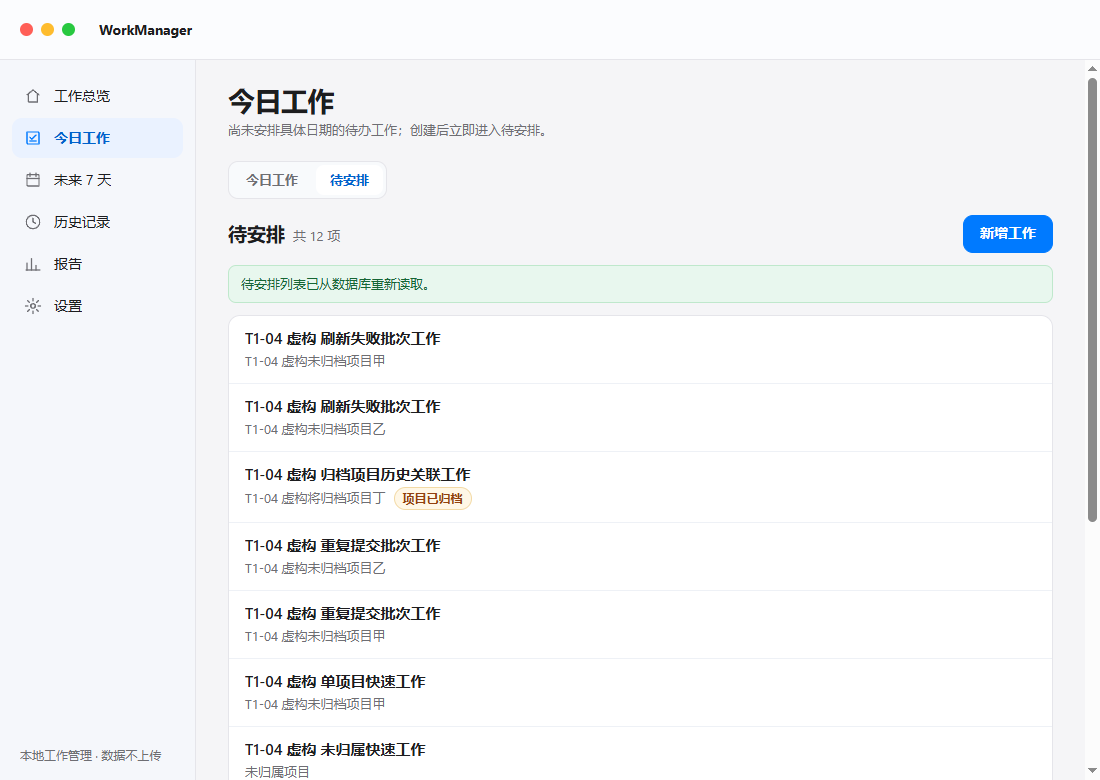 WorkManager
工作总览
今日工作
未来 7 天
历史记录
报告
设置
本地工作管理 · 数据不上传
今日工作
尚未安排具体日期的待办工作；创建后立即进入待安排。
今日工作 待安排
待安排 共 12 项
新增工作
待安排列表已从数据库重新读取。
T1-04 虚构 刷新失败批次工作
T1-04 虚构未归档项目甲
T1-04 虚构 刷新失败批次工作
T1-04 虚构未归档项目乙
T1-04 虚构 归档项目历史关联工作
T1-04 虚构将归档项目丁 项目已归档
T1-04 虚构 重复提交批次工作
T1-04 虚构未归档项目乙
T1-04 虚构 重复提交批次工作
T1-04 虚构未归档项目甲
T1-04 虚构 单项目快速工作
T1-04 虚构未归档项目甲
T1-04 虚构 未归属快速工作
未归属项目